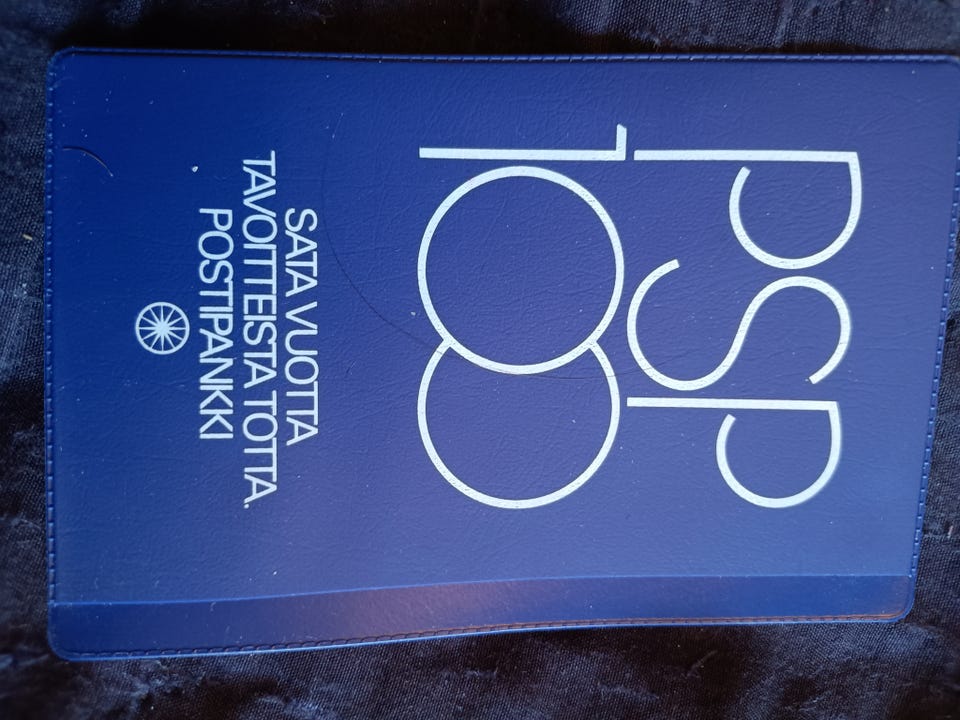 PSP
100
SATA VUOTTA
TAVOITTEISTA TOTTA.
POSTIPANKKI